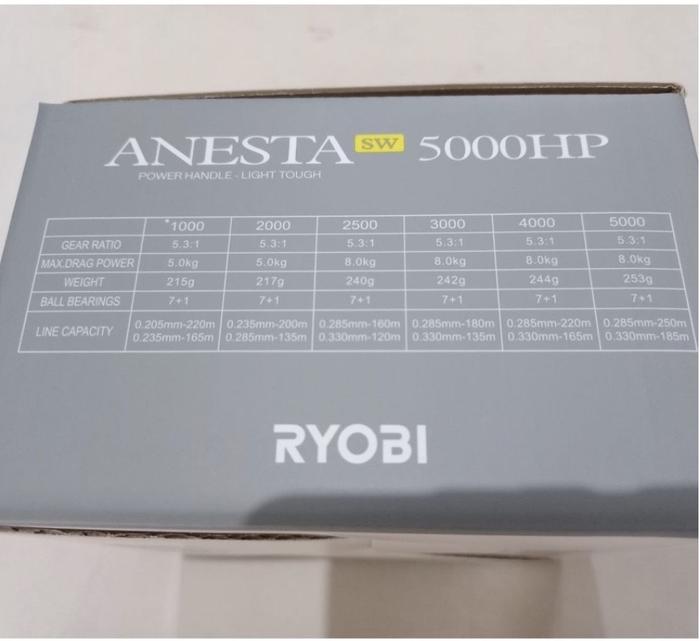 ANESTA SW 5000HP
POWER HANDLE - LIGHT TOUGH
*1000 2000 2500 3000 4000 5000
GEAR RATIO 5.3:1 5.3:1 5.3:1 5.3:1 5.3:1 5.3:1
MAX.DRAG POWER 5.0kg 5.0kg 8.0kg 8.0kg 8.0kg 8.0kg
WEIGHT 215g 217g 240g 242g 244g 253g
BALL BEARINGS 7+1 7+1 7+1 7+1 7+1 7+1
LINE CAPACITY 0.205mm-220m 0.235mm-200m 0.285mm-160m 0.285mm-180m 0.285mm-220m 0.285mm-250m
0.235mm-165m 0.285mm-135m 0.330mm-120m 0.330mm-135m 0.330mm-165m 0.330mm-185m
RYOBI